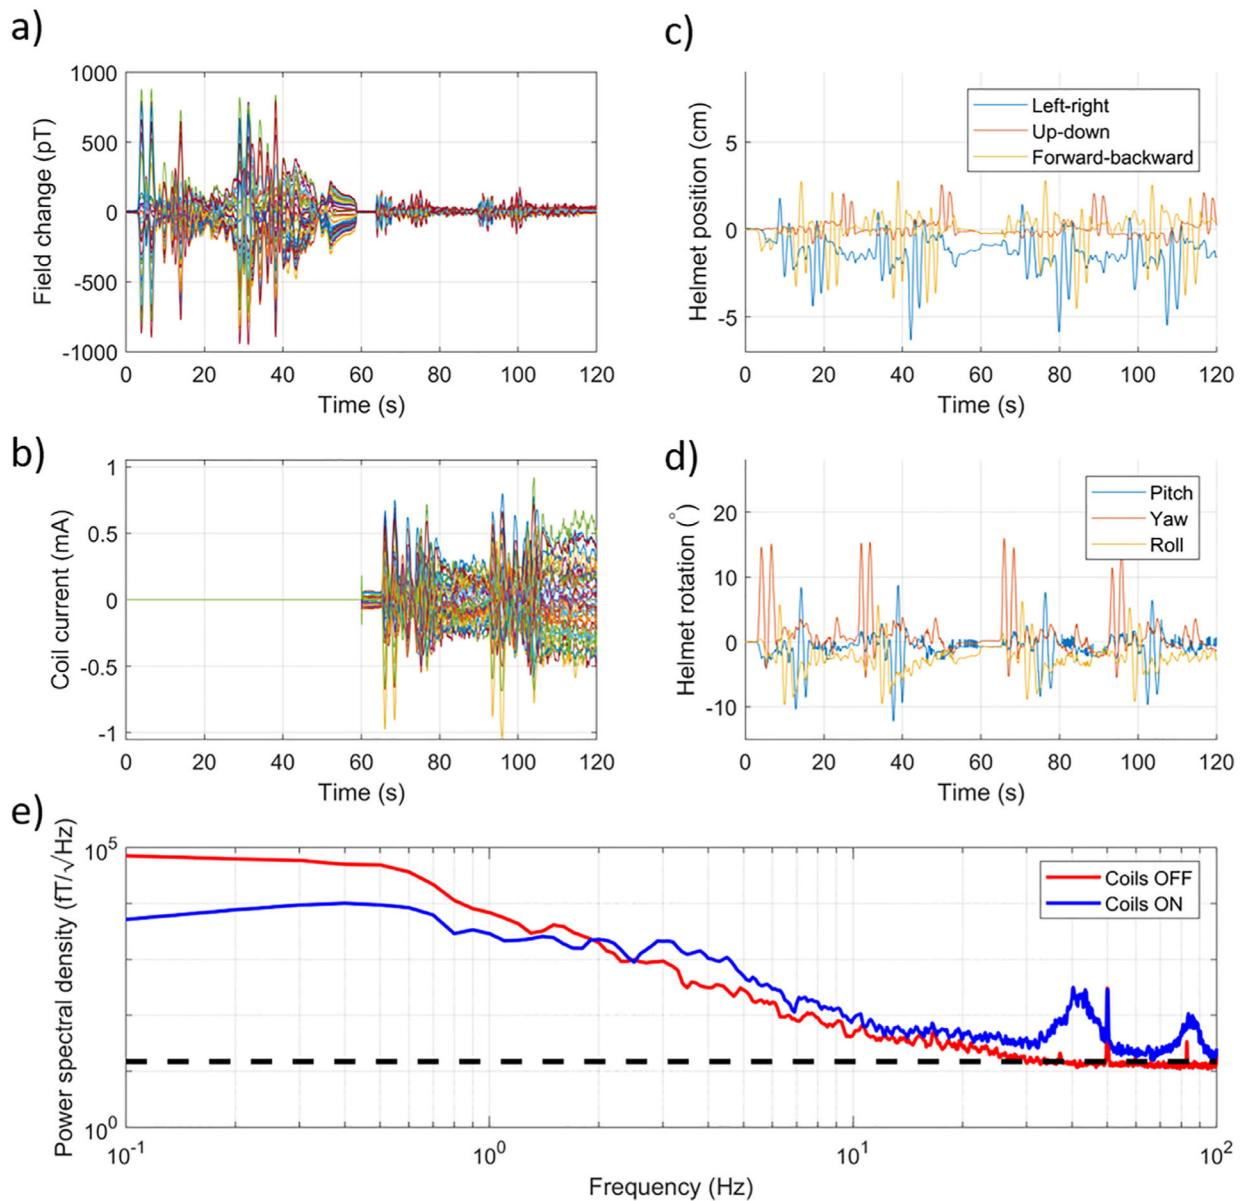 a)
1000
500
0
-500
-1000
Field change (pT)
0 20 40 60 80 100 120
Time (s)
c)
5
0
-5
Helmet position (cm)
Left-right
Up-down
Forward-backward
0 20 40 60 80 100 120
Time (s)
b)
1
0.5
0
-0.5
-1
Coil current (mA)
0 20 40 60 80 100 120
Time (s)
d)
20
10
0
-10
Helmet rotation (°)
Pitch
Yaw
Roll
0 20 40 60 80 100 120
Time (s)
e)
10^5
10^0
Power spectral density (fT/√Hz)
Coils OFF
Coils ON
10^-1 10^0 10^1 10^2
Frequency (Hz)